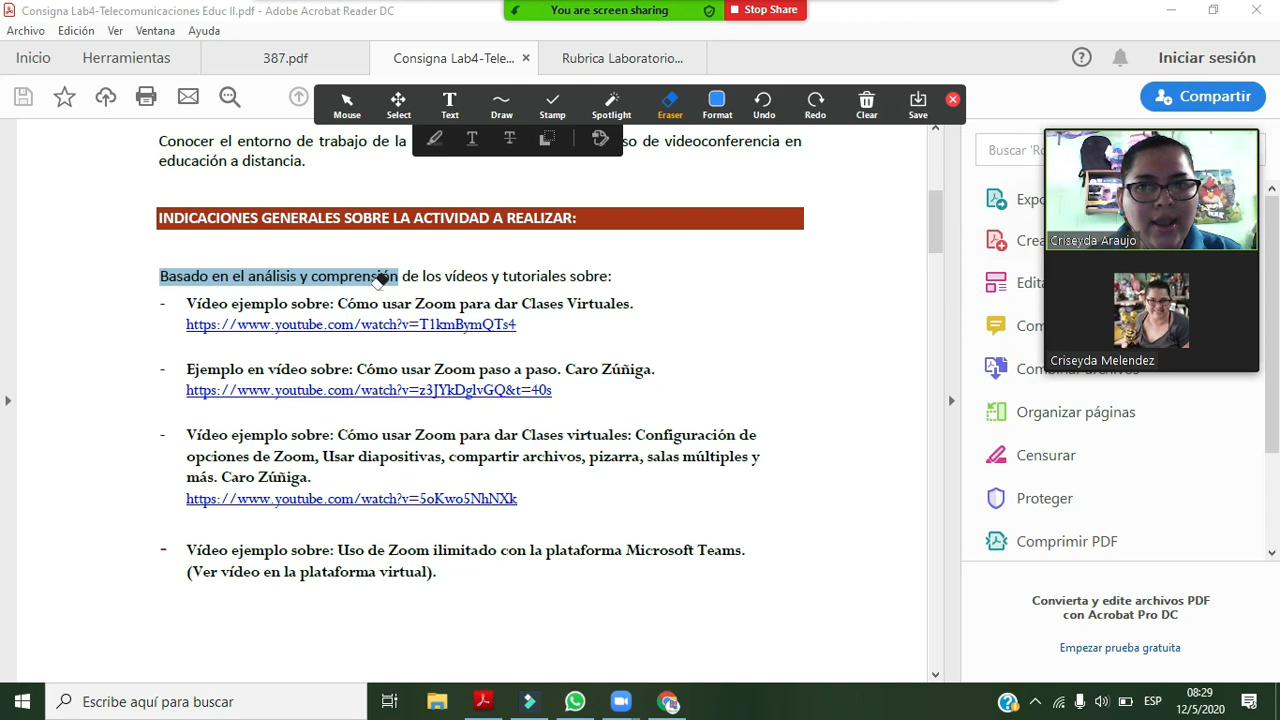 Consigna Lab4-Telecomunicaciones Educ II.pdf - Adobe Acrobat Reader DC
You are screen sharing
Stop Share
Archivo Edición Ver Ventana Ayuda
Inicio Herramientas 387.pdf Consigna Lab4-Tele... × Rubrica Laboratorio... Iniciar sesión
Mouse Select Text Draw Stamp Spotlight Eraser Format Undo Redo Clear Save
Compartir
Conocer el entorno de trabajo de la so de videoconferencia en
educación a distancia.
INDICACIONES GENERALES SOBRE LA ACTIVIDAD A REALIZAR:
Basado en el análisis y comprensión de los vídeos y tutoriales sobre:
- Vídeo ejemplo sobre: Cómo usar Zoom para dar Clases Virtuales.
https://www.youtube.com/watch?v=T1kmBymQTs4
- Ejemplo en vídeo sobre: Cómo usar Zoom paso a paso. Caro Zúñiga.
https://www.youtube.com/watch?v=z3JYkDglvGQ&t=40s
- Vídeo ejemplo sobre: Cómo usar Zoom para dar Clases virtuales: Configuración de
opciones de Zoom, Usar diapositivas, compartir archivos, pizarra, salas múltiples y
más. Caro Zúñiga.
https://www.youtube.com/watch?v=5oKwo5NhNXk
- Vídeo ejemplo sobre: Uso de Zoom ilimitado con la plataforma Microsoft Teams.
(Ver vídeo en la plataforma virtual).
Buscar 'Re
Expo
Crea
Edita
Com
Combinar archivos
Organizar páginas
Censurar
Proteger
Comprimir PDF
Criseyda Araujo
Criseyda Melendez
Convierta y edite archivos PDF
con Acrobat Pro DC
Empezar prueba gratuita
Escribe aquí para buscar
ESP
08:29
12/5/2020